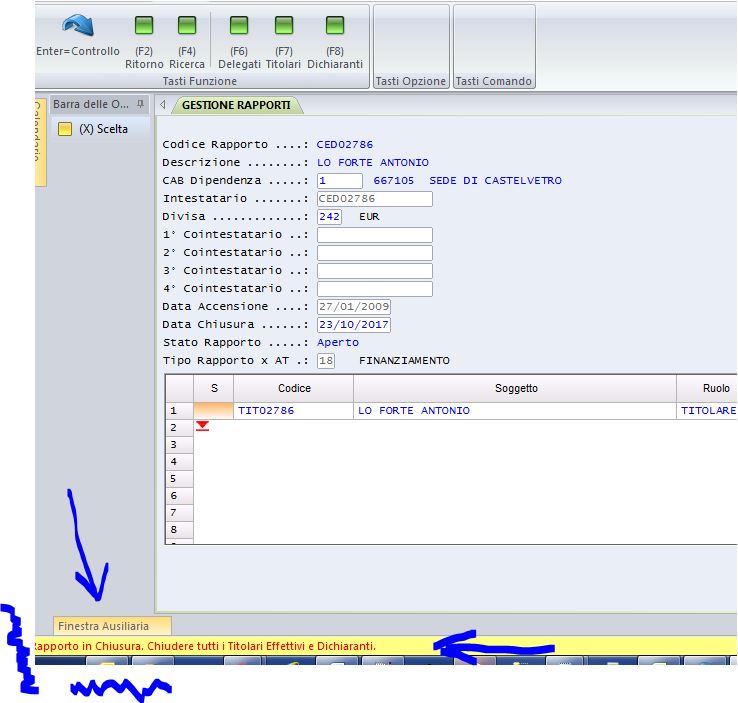 Enter=Controllo
(F2) Ritorno
(F4) Ricerca
(F6) Delegati
(F7) Titolari
(F8) Dichiaranti
Tasti Funzione
Tasti Opzione
Tasti Comando
Calendario
Barra delle O...
(X) Scelta
GESTIONE RAPPORTI
Codice Rapporto ....: CED02786
Descrizione ........: LO FORTE ANTONIO
CAB Dipendenza .....: 1 667105 SEDE DI CASTELVETRO
Intestatario .......: CED02786
Divisa .............: 242 EUR
1° Cointestatario ..:
2° Cointestatario ..:
3° Cointestatario ..:
4° Cointestatario ..:
Data Accensione ....: 27/01/2009
Data Chiusura ......: 23/10/2017
Stato Rapporto .....: Aperto
Tipo Rapporto x AT .: 18 FINANZIAMENTO
S Codice Soggetto Ruolo
1 TIT02786 LO FORTE ANTONIO TITOLARE
2
3
4
5
6
7
8
Finestra Ausiliaria
Rapporto in Chiusura. Chiudere tutti i Titolari Effettivi e Dichiaranti.